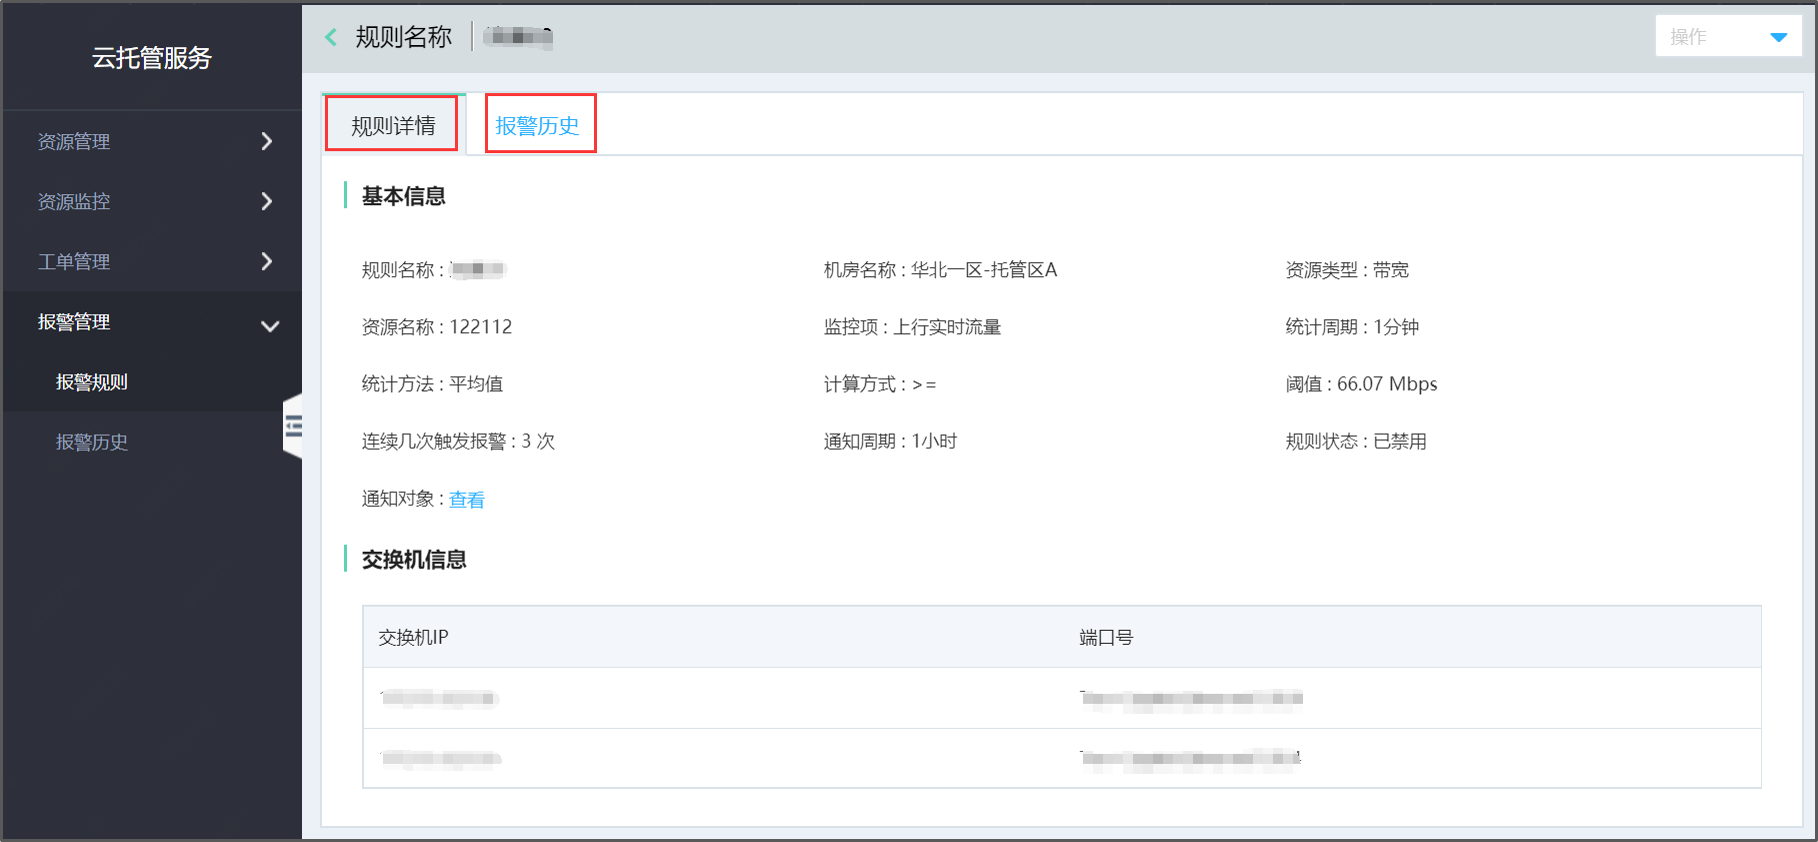 云托管服务
资源管理
资源监控
工单管理
报警管理
报警规则
报警历史
规则名称
操作
规则详情
报警历史
基本信息
规则名称 :
机房名称 : 华北一区-托管区A
资源类型 : 带宽
资源名称 : 122112
监控项 : 上行实时流量
统计周期 : 1分钟
统计方法 : 平均值
计算方式 : >=
阈值 : 66.07 Mbps
连续几次触发报警 : 3 次
通知周期 : 1小时
规则状态 : 已禁用
通知对象 : 查看
交换机信息
交换机IP
端口号